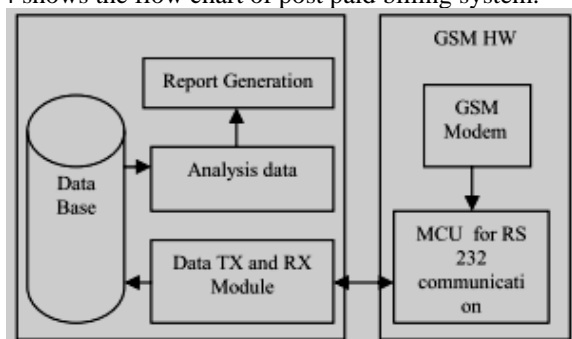 4 shows the flow chart of post paid billing system.
GSM HW
Report Generation
GSM
Modem
Analysis data
Data
Base
MCU for RS
232
communicati
on
Data TX and RX
Module